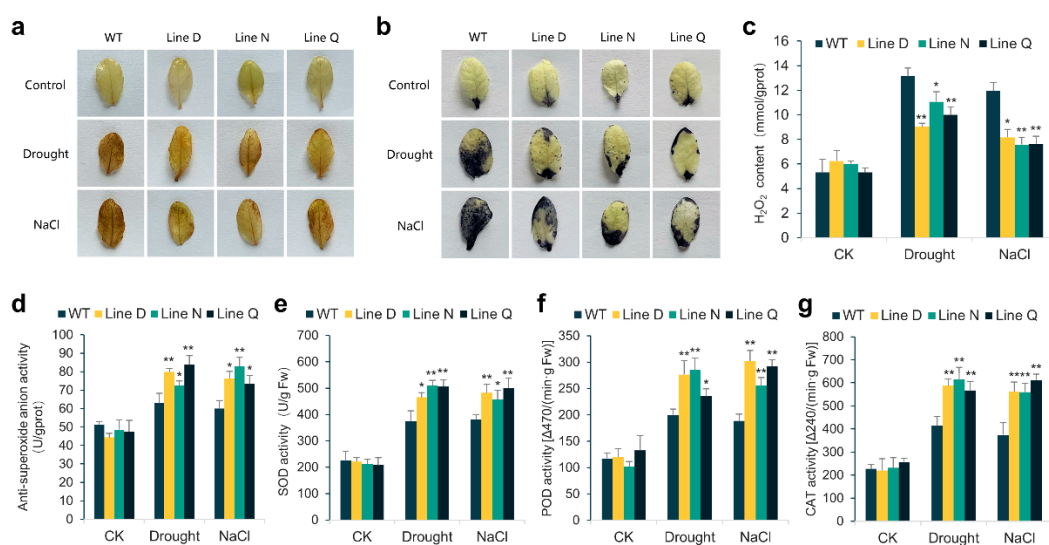 a
WT Line D Line N Line Q
Control
Drought
NaCl
b
WT Line D Line N Line Q
Control
Drought
NaCl
c
WT Line D Line N Line Q
H₂O₂ content (mmol/gprot)
16
14
12
10
8
6
4
2
0
** * **
* ** **
CK Drought NaCl
d
WT Line D Line N Line Q
Anti-superoxide anion activity
(U/gprot)
100
90
80
70
60
50
40
30
20
10
0
** * **
* ** *
CK Drought NaCl
e
WT Line D Line N Line Q
SOD activity (U/g Fw)
700
600
500
400
300
200
100
0
* ** **
** * **
CK Drought NaCl
f
WT Line D Line N Line Q
POD activity [Δ470/(min·g Fw)]
350
300
250
200
150
100
50
0
** ** *
** ** **
CK Drought NaCl
g
WT Line D Line N Line Q
CAT activity [Δ240/(min·g Fw)]
800
700
600
500
400
300
200
100
0
** ** **
**** **
CK Drought NaCl